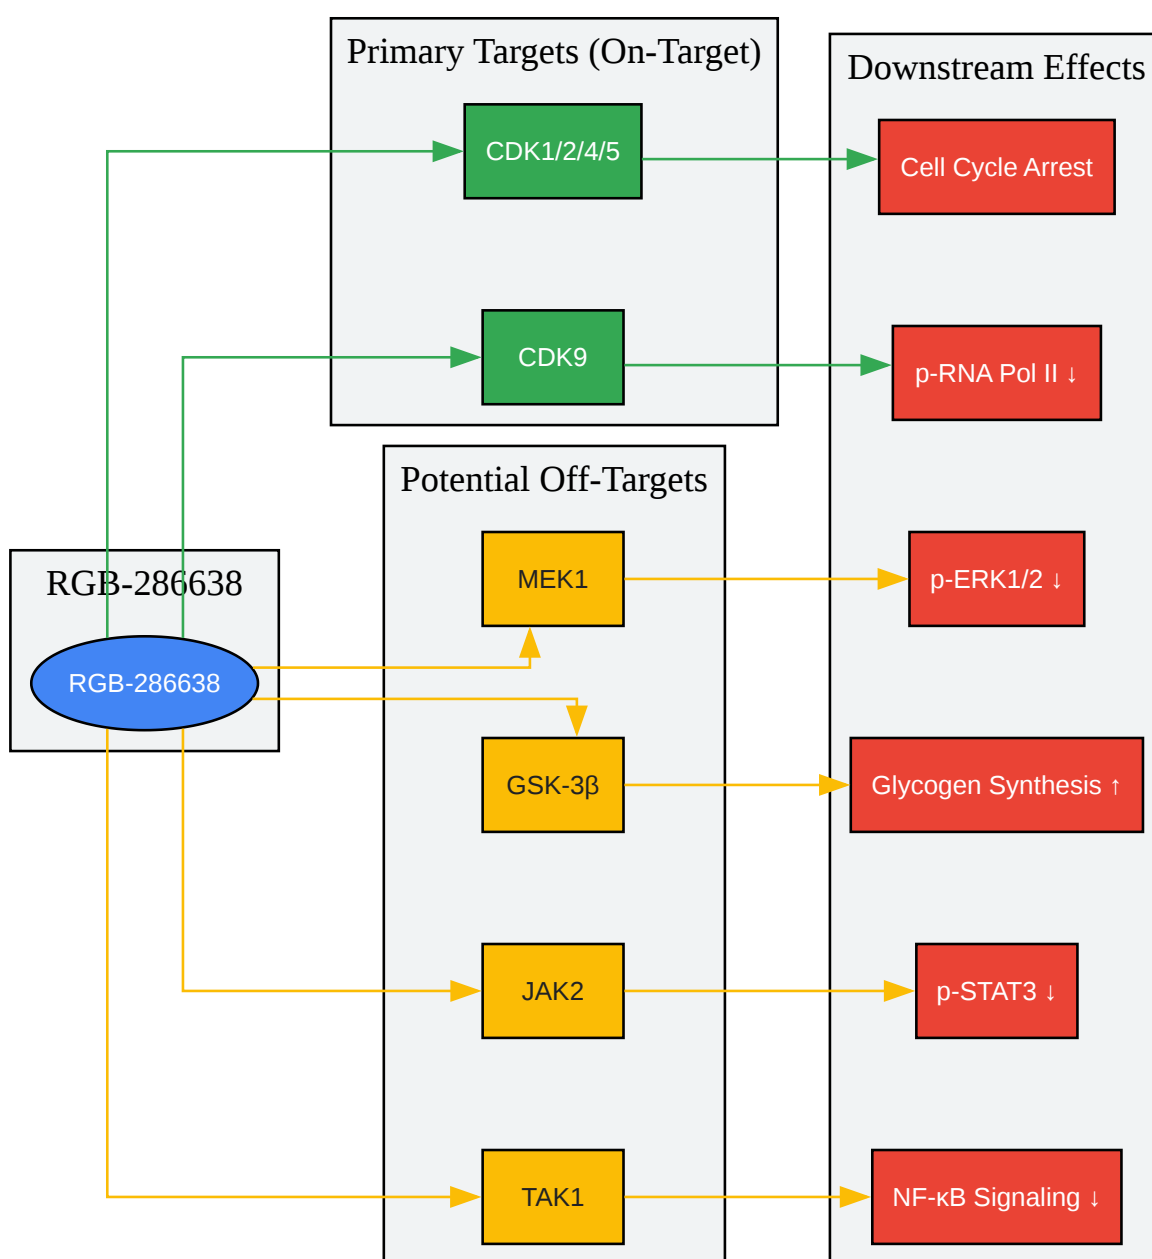 Primary Targets (On-Target)
CDK1/2/4/5
CDK9
Downstream Effects
Cell Cycle Arrest
p-RNA Pol II ↓
p-ERK1/2 ↓
Glycogen Synthesis ↑
p-STAT3 ↓
NF-κB Signaling ↓
Potential Off-Targets
MEK1
GSK-3β
JAK2
TAK1
RGB-286638
RGB-286638